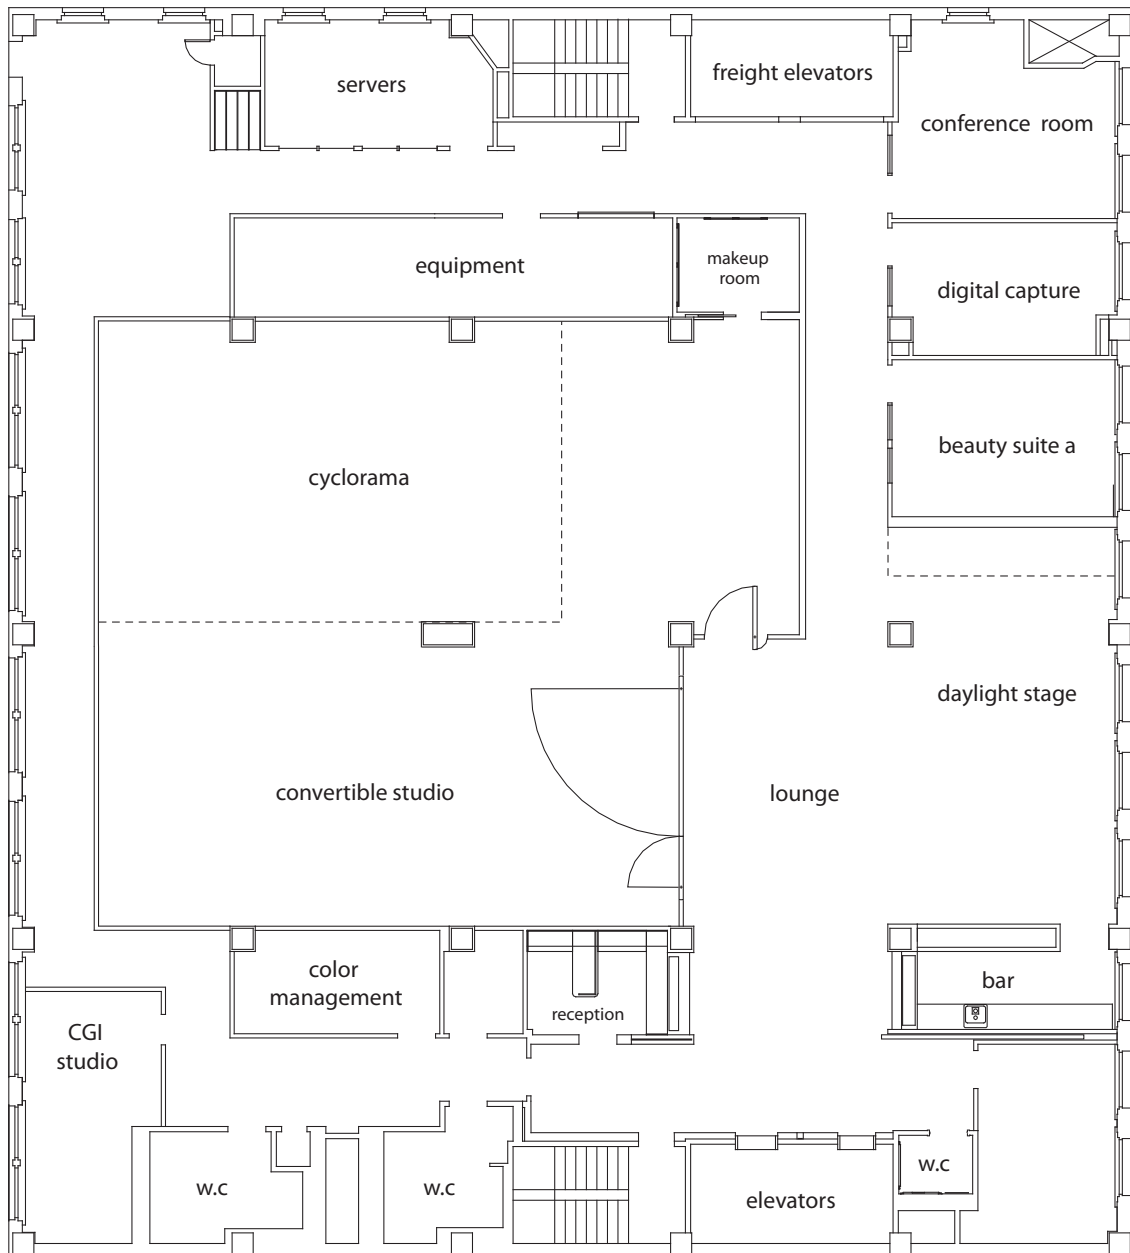 freight elevators
servers
conference  room
makeup
room
equipment
digital capture
beauty suite a
cyclorama
daylight stage
convertible studio
lounge
color
management
bar
reception
CGI
studio
w.c
w.c
w.c
elevators